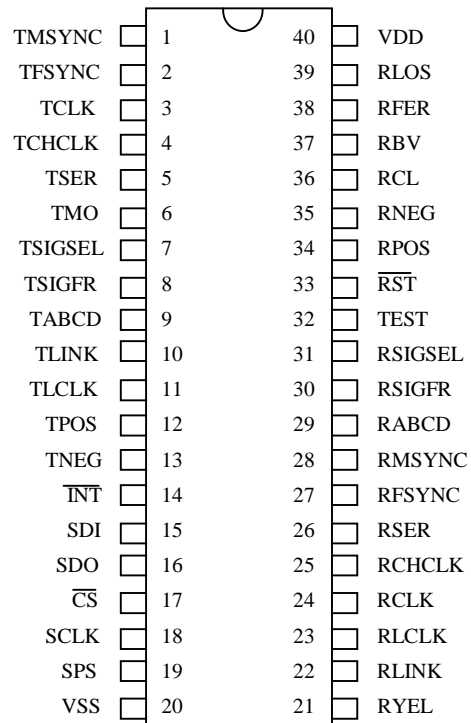 TMSYNC 1 40 VDD
TFSYNC 2 39 RLOS
TCLK 3 38 RFER
TCHCLK 4 37 RBV
TSER 5 36 RCL
TMO 6 35 RNEG
TSIGSEL 7 34 RPOS
TSIGFR 8 33 R̅S̅T̅
TABCD 9 32 TEST
TLINK 10 31 RSIGSEL
TLCLK 11 30 RSIGFR
TPOS 12 29 RABCD
TNEG 13 28 RMSYNC
I̅N̅T̅ 14 27 RFSYNC
SDI 15 26 RSER
SDO 16 25 RCHCLK
C̅S̅ 17 24 RCLK
SCLK 18 23 RLCLK
SPS 19 22 RLINK
VSS 20 21 RYEL